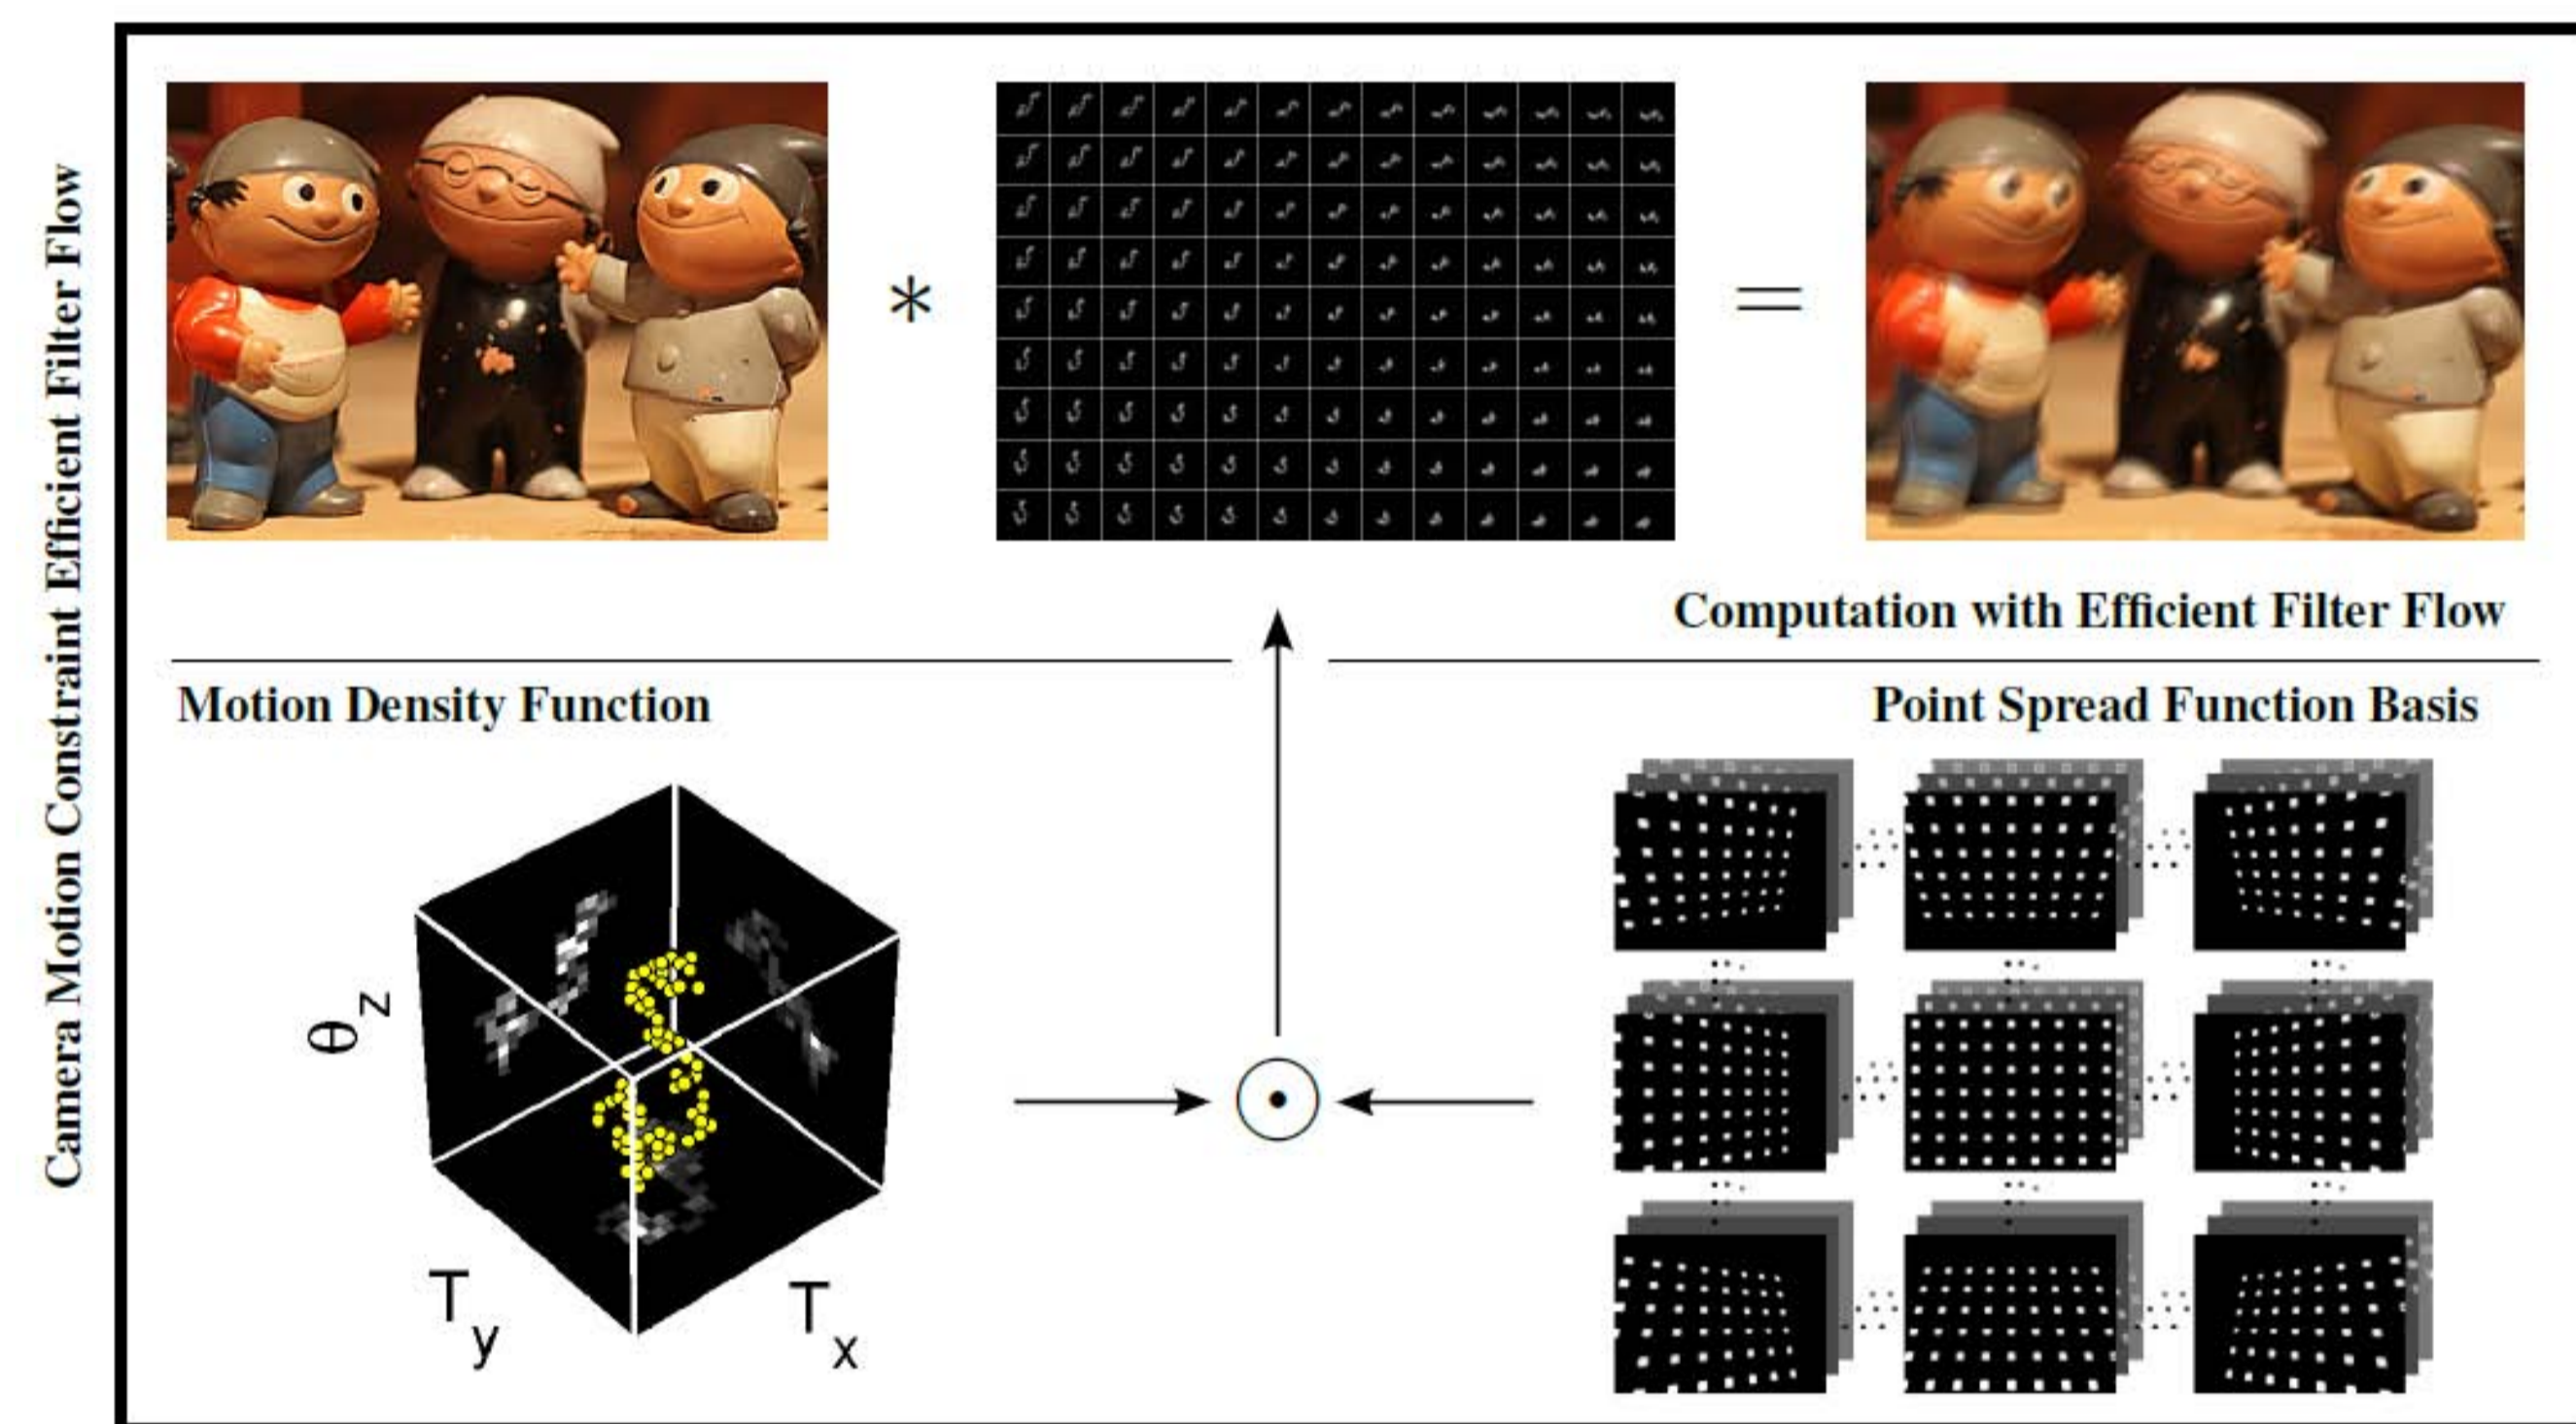 Camera Motion Constraint Efficient Filter Flow
*
=
Computation with Efficient Filter Flow
Motion Density Function
Point Spread Function Basis
θz
Ty
Tx